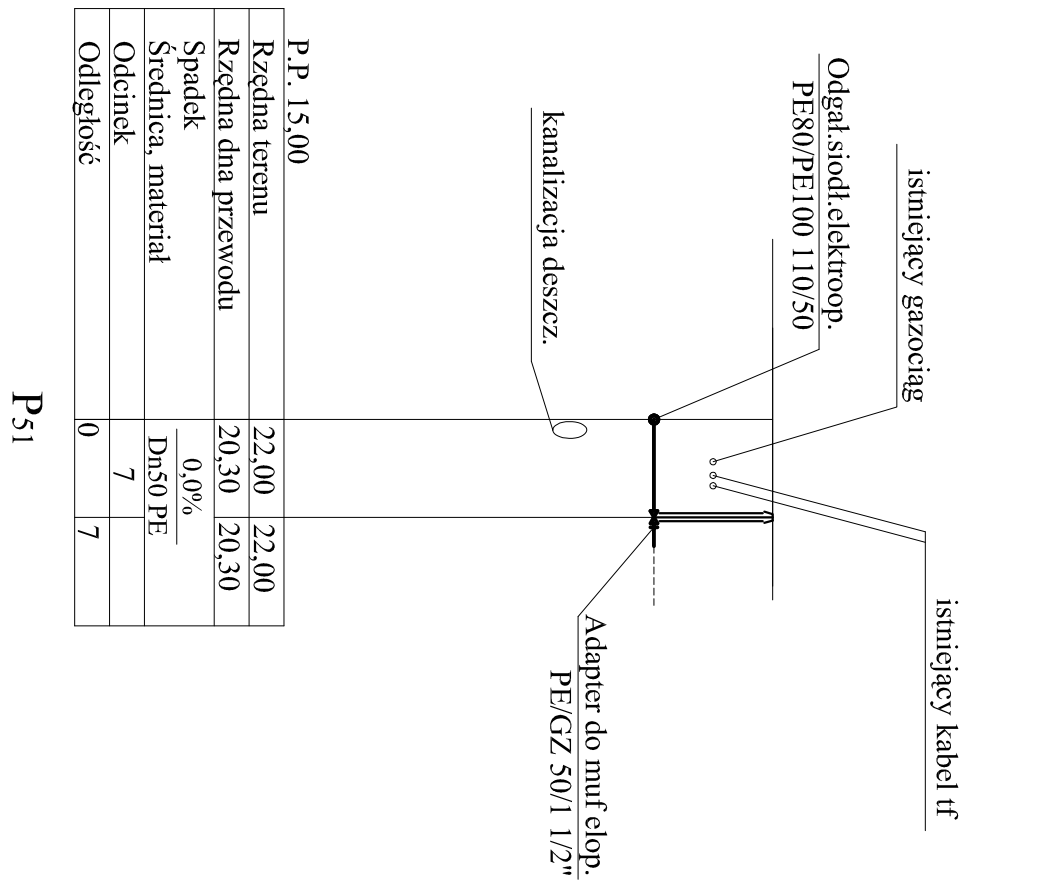 istniejący kabel tf
istniejący gazociąg
Odgał.siodł.elektroop.
PE80/PE100 110/50
Adapter do muf elop.
PE/GZ 50/1 1/2"
kanalizacja deszcz.
P.P. 15,00
Rzędna terenu 22,00 22,00
Rzędna dna przewodu 20,30 20,30
Spadek 0,0%
Średnica, materiał Dn50 PE
Odcinek 7
Odległość 0 7
P51